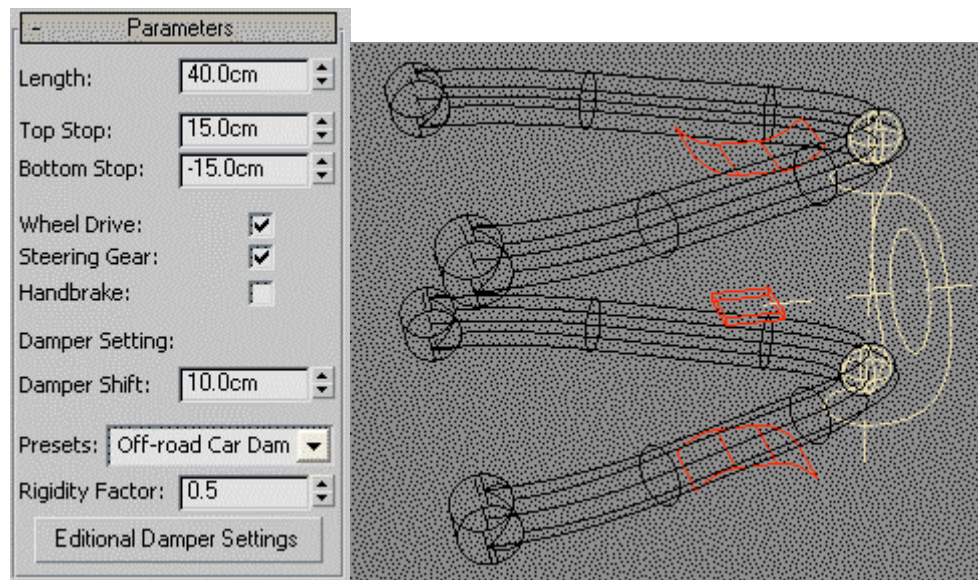 - Parameters
Length: 40.0cm
Top Stop: 15.0cm
Bottom Stop: -15.0cm
Wheel Drive:
Steering Gear:
Handbrake:
Damper Setting:
Damper Shift: 10.0cm
Presets: Off-road Car Dam
Rigidity Factor: 0.5
Editional Damper Settings